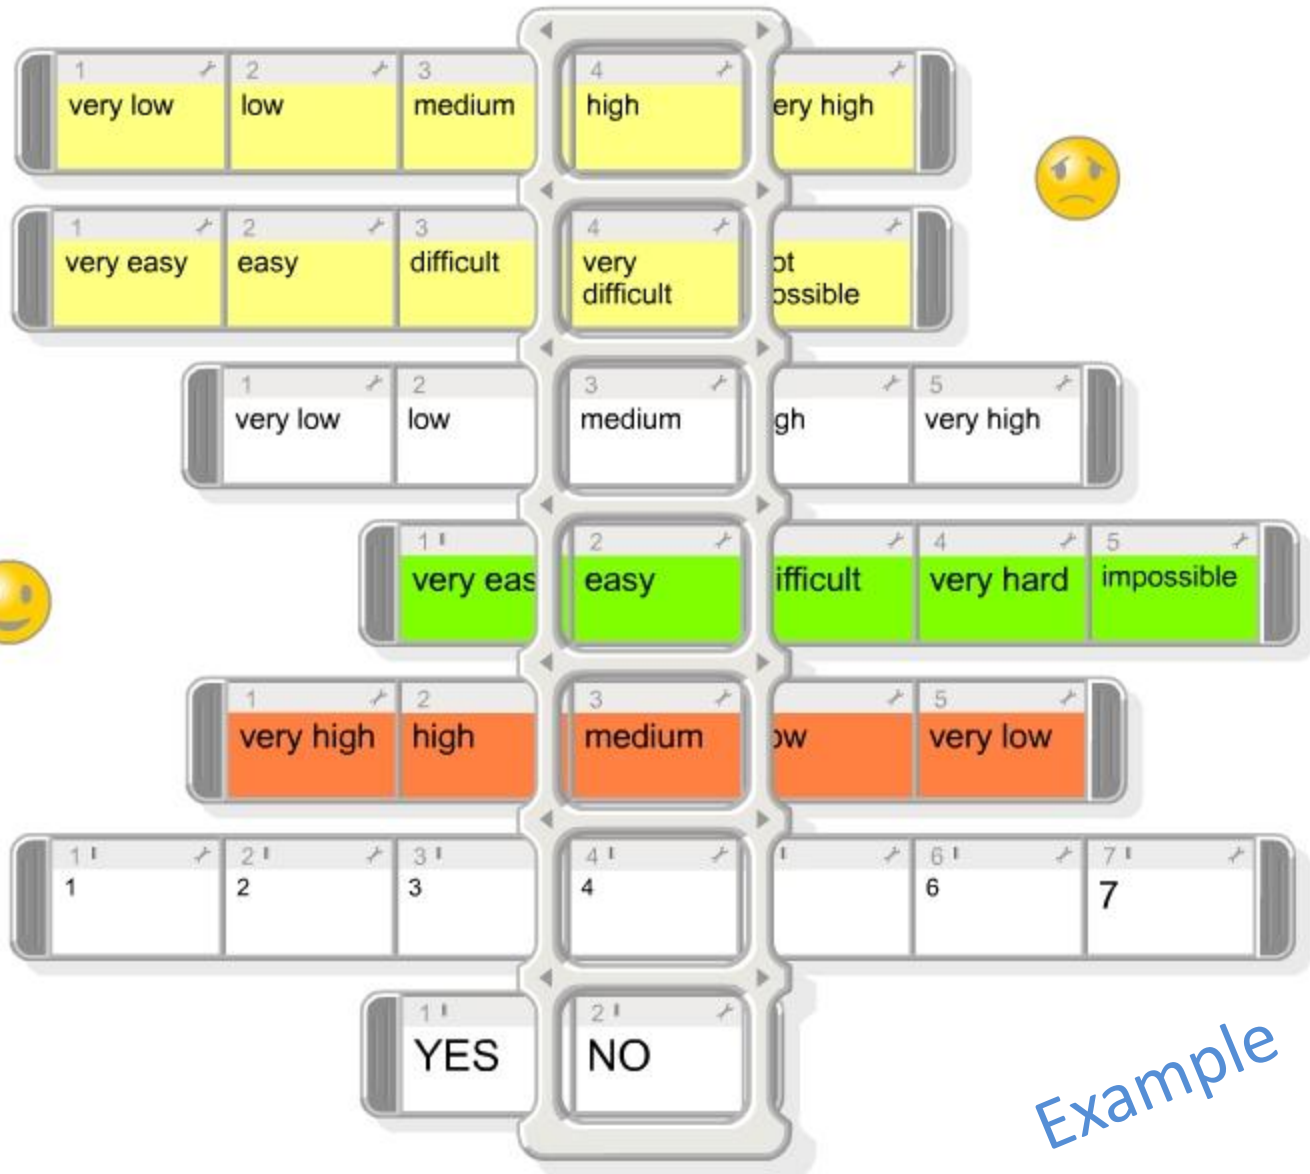 1 2 3 4
very low low medium high ery high
1 2 3 4
very easy easy difficult very ot
difficult ossible
1 2 3 5
very low low medium gh very high
1 2 4 5
very eas easy ifficult very hard impossible
1 2 3 5
very high high medium ow very low
1 2 3 4 6 7
1 2 3 4 6 7
1 2
YES NO
Example